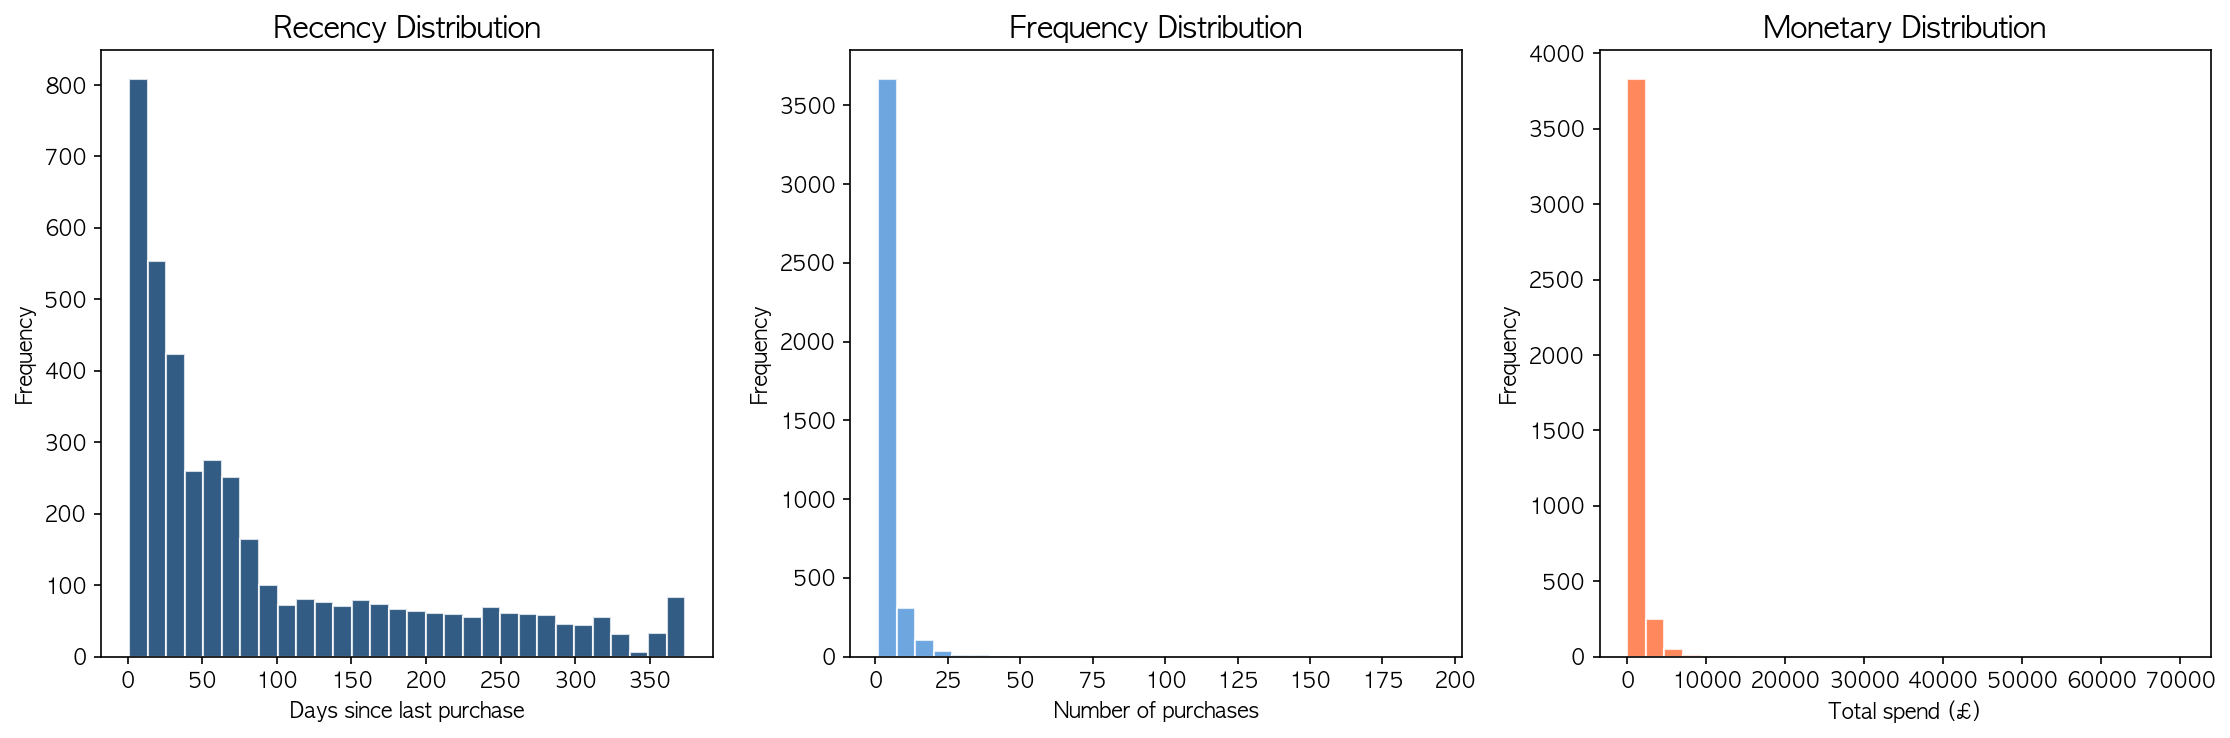 Recency Distribution
800
700
600
500
400
300
200
100
0
Frequency
0 50 100 150 200 250 300 350
Days since last purchase
Frequency Distribution
3500
3000
2500
2000
1500
1000
500
0
Frequency
0 25 50 75 100 125 150 175 200
Number of purchases
Monetary Distribution
4000
3500
3000
2500
2000
1500
1000
500
0
Frequency
0 10000 20000 30000 40000 50000 60000 70000
Total spend (£)